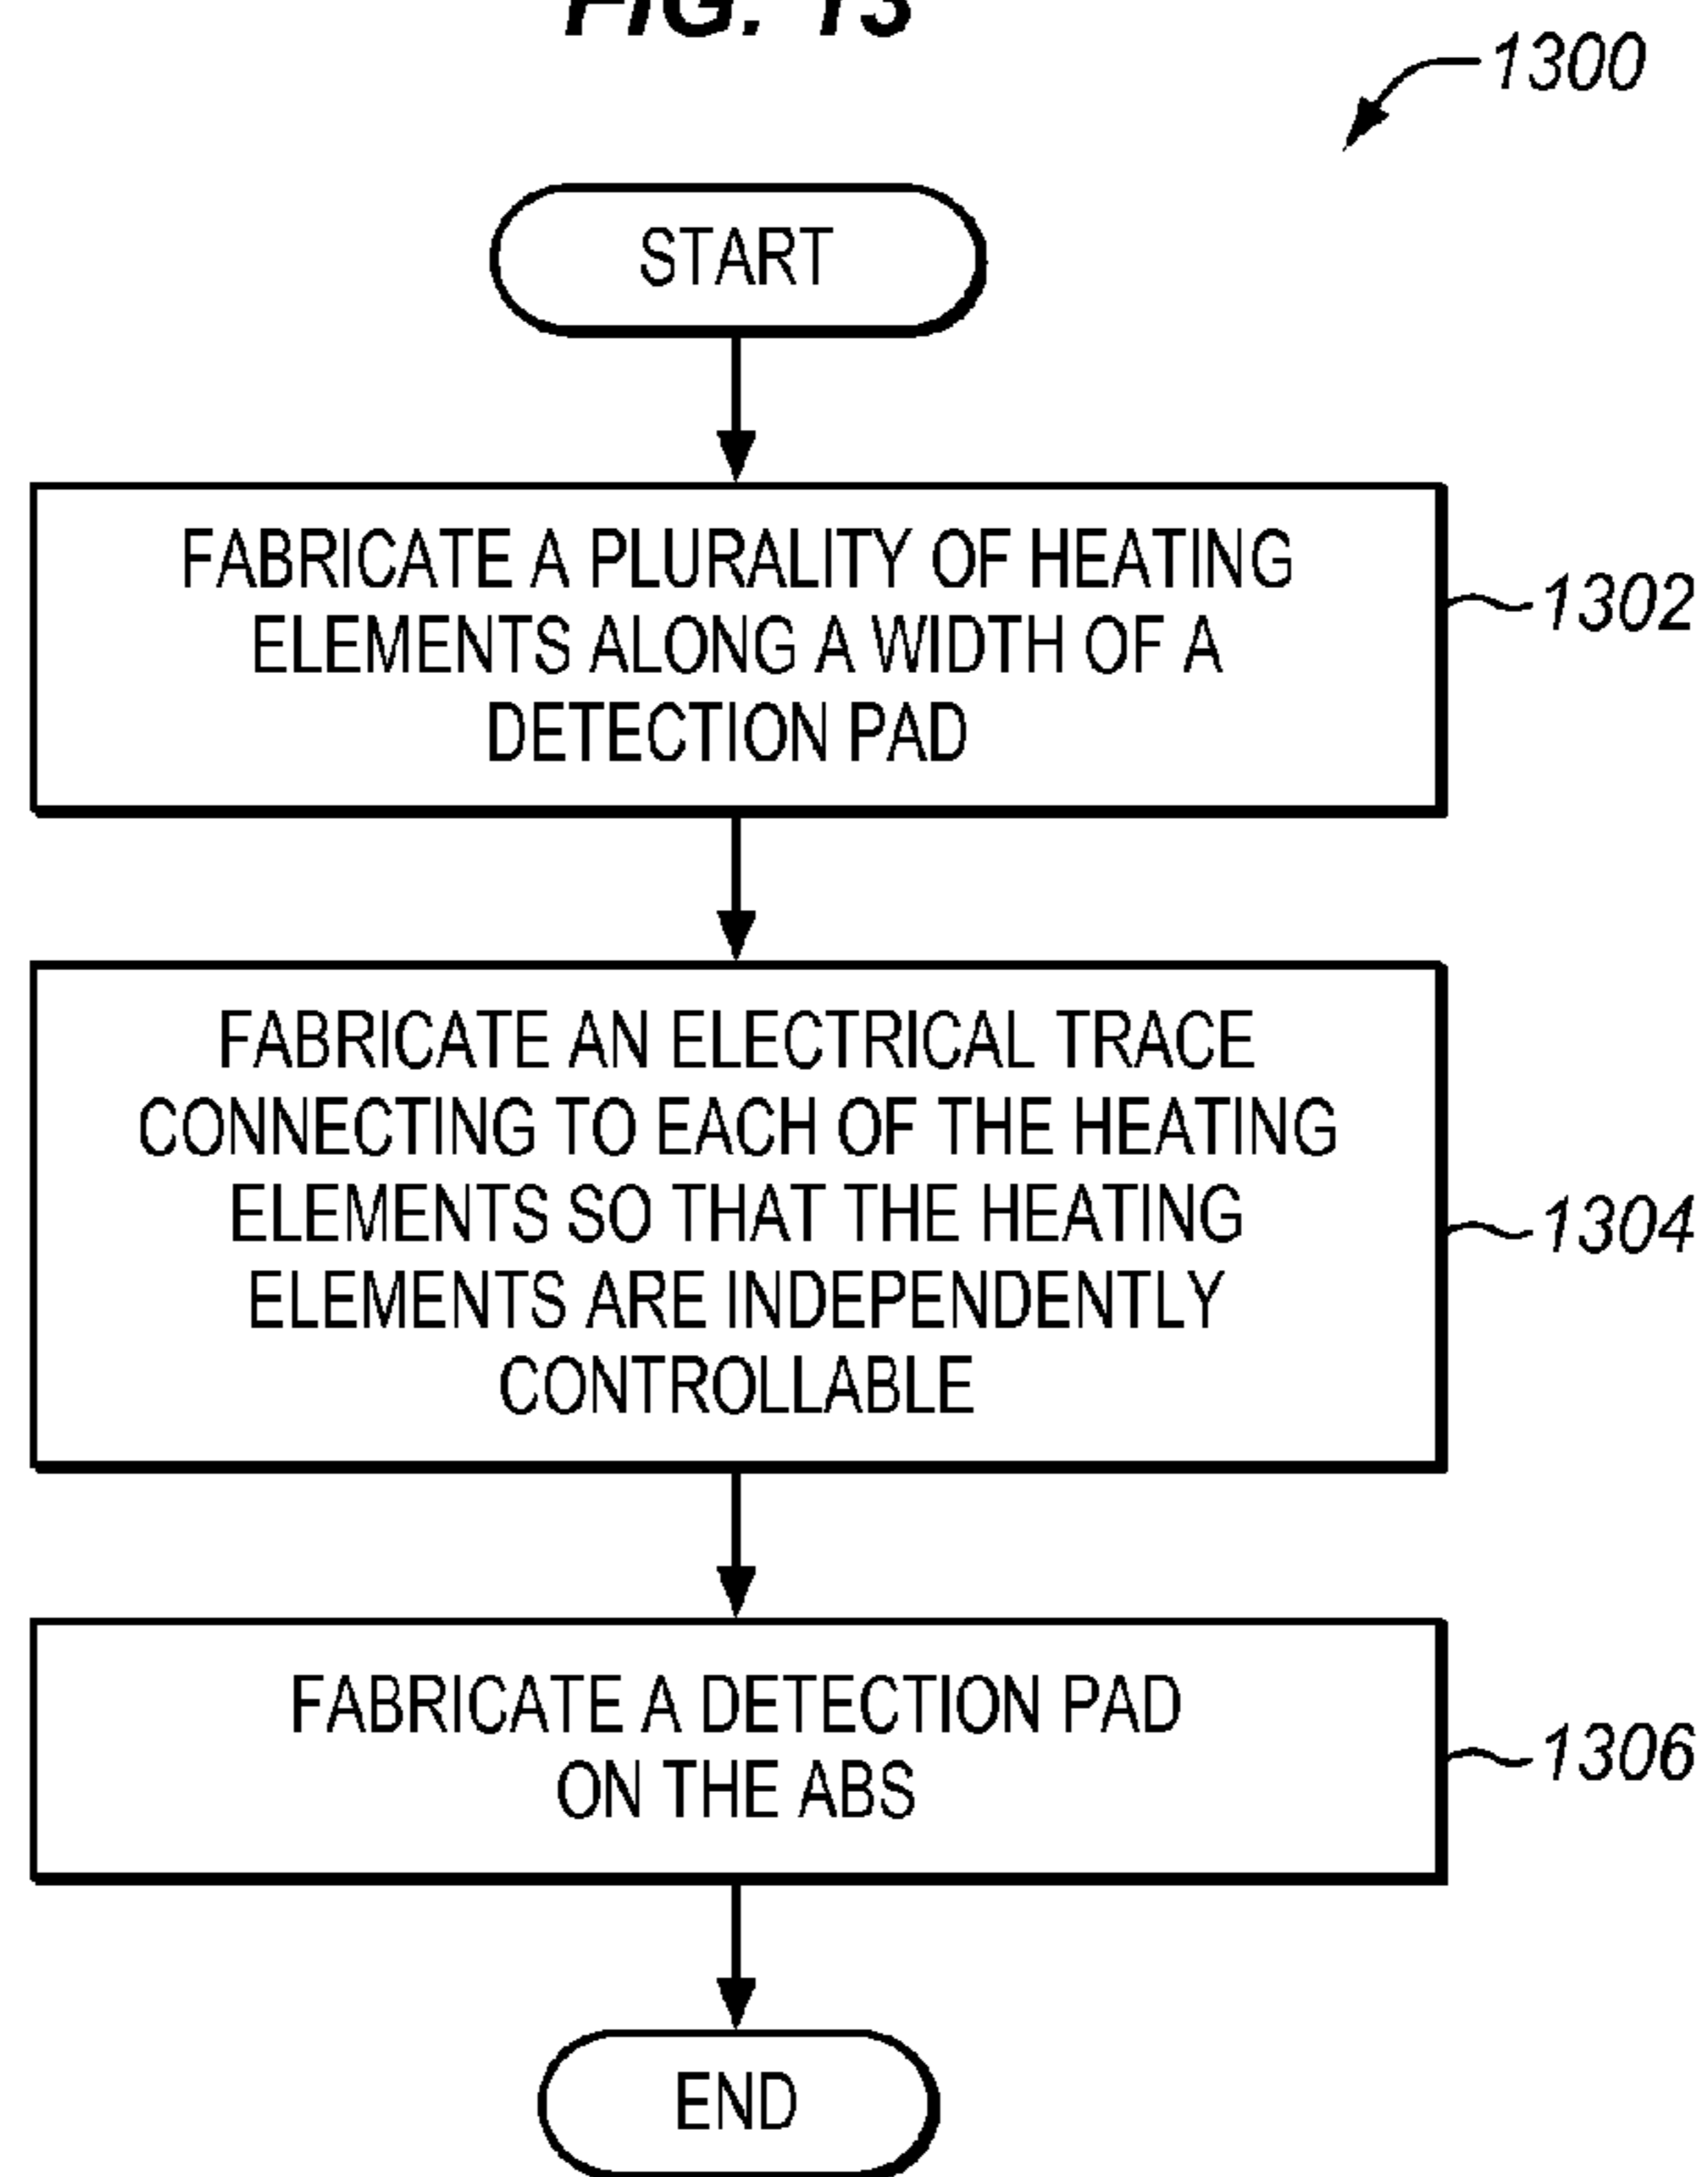 FIG. 13
1300
START
FABRICATE A PLURALITY OF HEATING
ELEMENTS ALONG A WIDTH OF A
DETECTION PAD
1302
FABRICATE AN ELECTRICAL TRACE
CONNECTING TO EACH OF THE HEATING
ELEMENTS SO THAT THE HEATING
ELEMENTS ARE INDEPENDENTLY
CONTROLLABLE
1304
FABRICATE A DETECTION PAD
ON THE ABS
1306
END